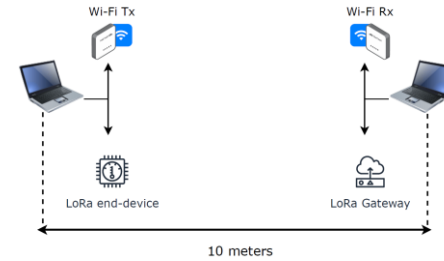 Wi-Fi Tx
Wi-Fi Rx
LoRa end-device
LoRa Gateway
10 meters